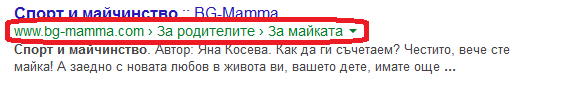 Спорт и майчинство :: BG-Mamma
www.bg-mamma.com › За родителите › За майката
Спорт и майчинство. Автор: Яна Косева. Как да ги съчетаем? Честито, вече сте
майка! А заедно с новата любов в живота ви, вашето дете, имате още ...